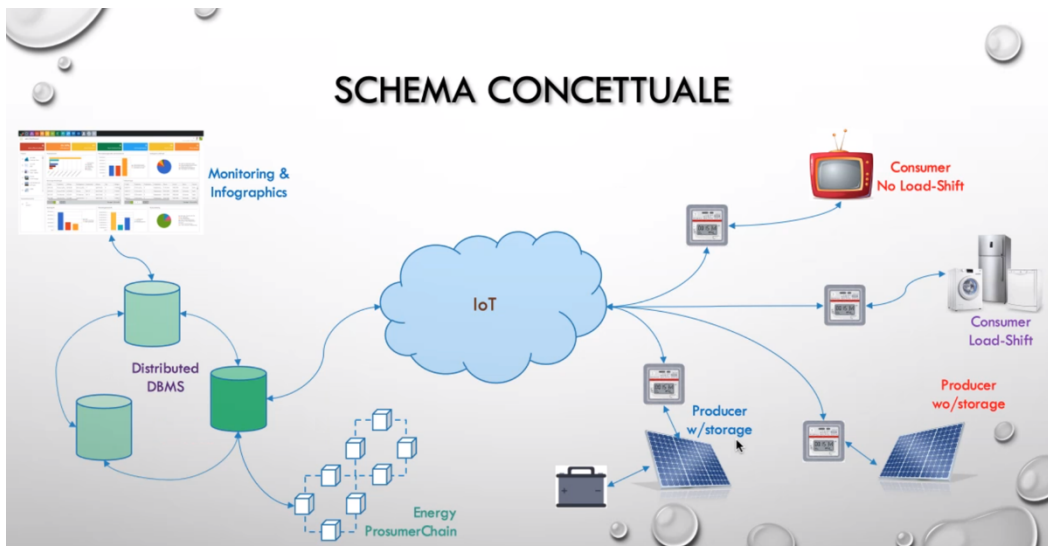 SCHEMA CONCETTUALE
Monitoring &
Infographics
Consumer
No Load-Shift
IoT
Consumer
Load-Shift
Distributed
DBMS
Producer
w/storage
Producer
wo/storage
Energy
ProsumerChain